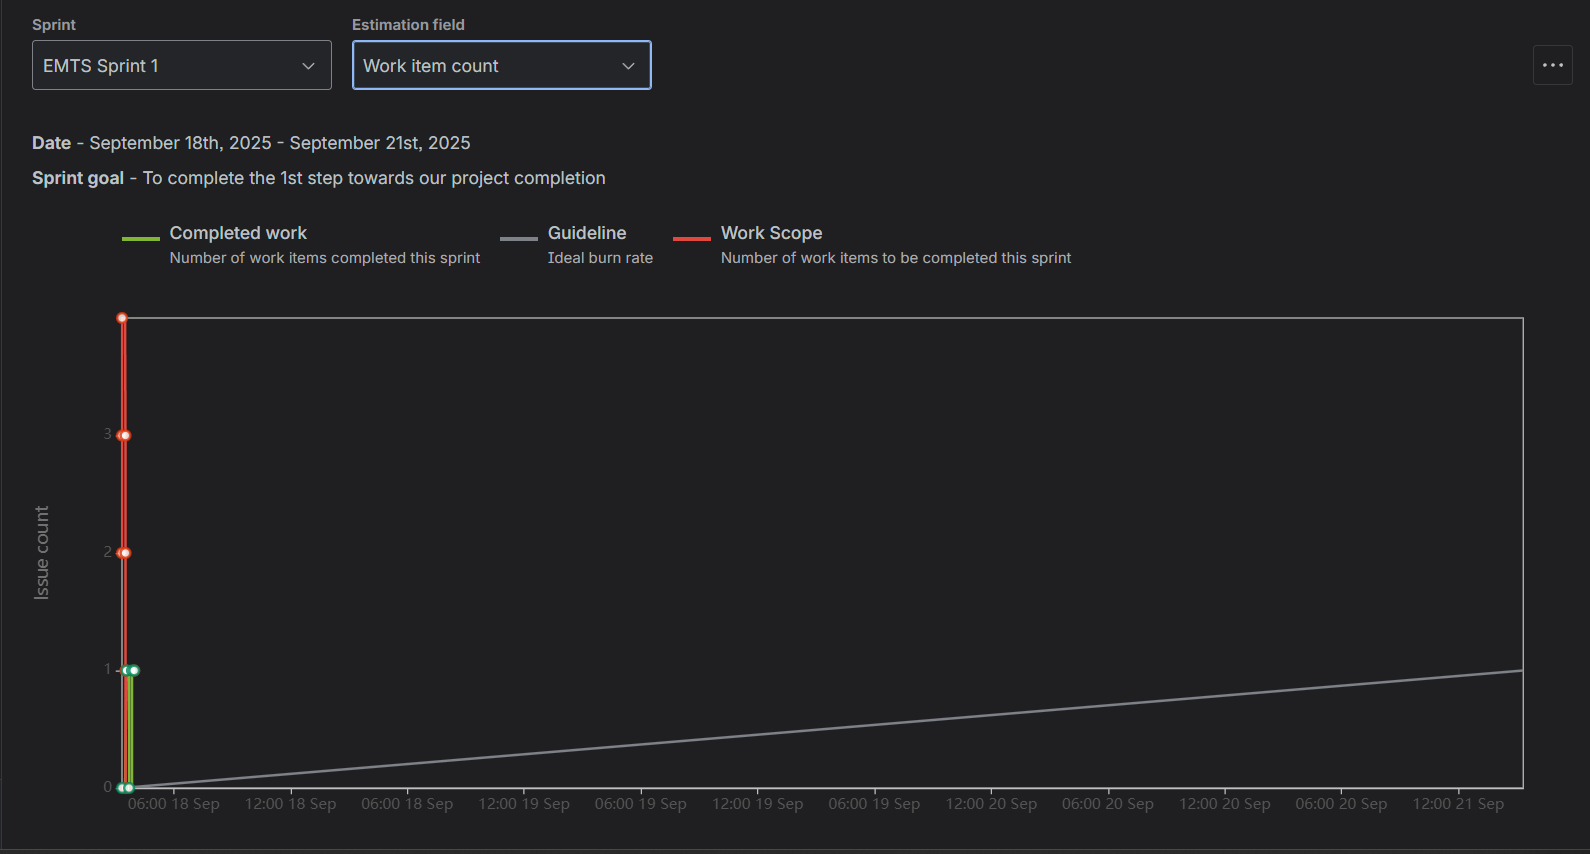 Sprint
Estimation field
EMTS Sprint 1
Work item count
Date - September 18th, 2025 - September 21st, 2025
Sprint goal - To complete the 1st step towards our project completion
Completed work
Number of work items completed this sprint
Guideline
Ideal burn rate
Work Scope
Number of work items to be completed this sprint
Issue count
3
2
1
0
06:00 18 Sep
12:00 18 Sep
06:00 18 Sep
12:00 19 Sep
06:00 19 Sep
12:00 19 Sep
06:00 19 Sep
12:00 20 Sep
06:00 20 Sep
12:00 20 Sep
06:00 20 Sep
12:00 21 Sep